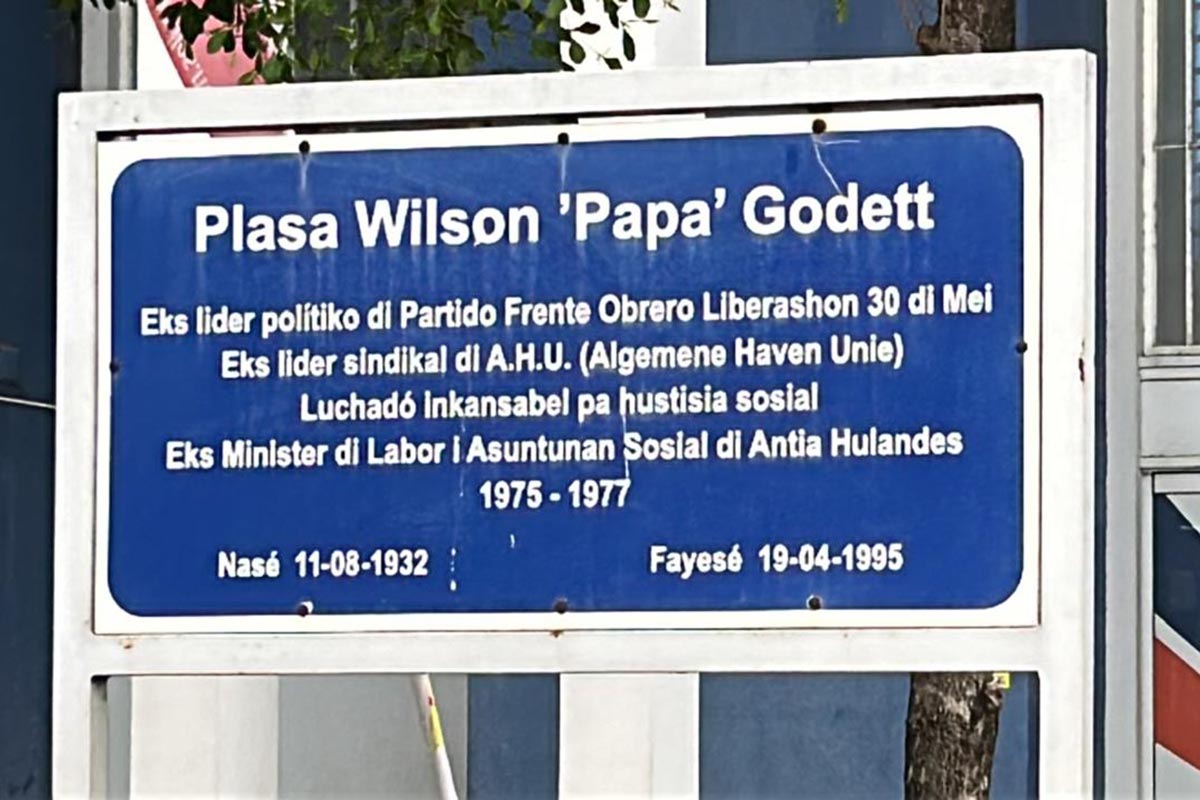 Plasa Wilson 'Papa' Godett
Eks lider polítiko di Partido Frente Obrero Liberashon 30 di Mei
Eks lider sindikal di A.H.U. (Algemene Haven Unie)
Luchadó inkansabel pa hustisia sosial
Eks Minister di Labor i Asuntunan Sosial di Antia Hulandes
1975 - 1977
Nasé 11-08-1932 Fayesé 19-04-1995